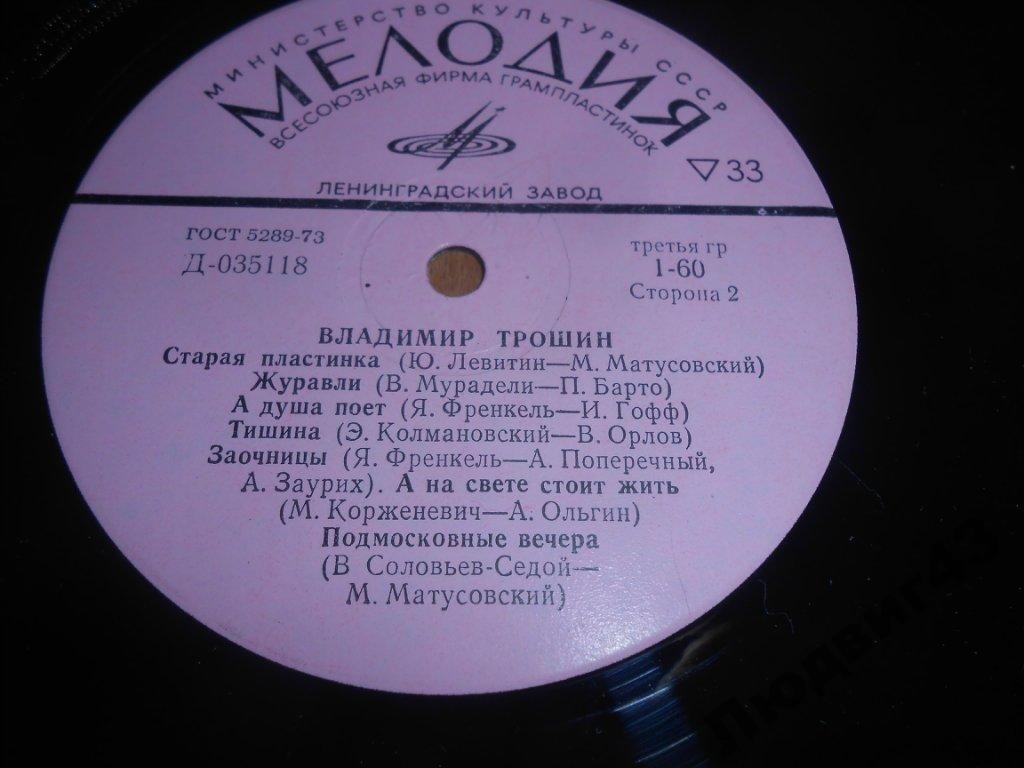 МИНИСТЕРСТВО КУЛЬТУРЫ СССР
МЕЛОДИЯ
ВСЕСОЮЗНАЯ ФИРМА ГРАМПЛАСТИНОК
▽33
ЛЕНИНГРАДСКИЙ ЗАВОД
ГОСТ 5289-73
Д-035118
третья гр
1-60
Сторона 2
ВЛАДИМИР ТРОШИН
Старая пластинка (Ю. Левитин—М. Матусовский)
Журавли (В. Мурадели—П. Барто)
А душа поет (Я. Френкель—И. Гофф)
Тишина (Э. Колмановский—В. Орлов)
Заочницы (Я. Френкель—А. Поперечный,
А. Заурих). А на свете стоит жить
(М. Корженевич—А. Ольгин)
Подмосковные вечера
(В Соловьев-Седой—
М. Матусовский)
Людвиг43